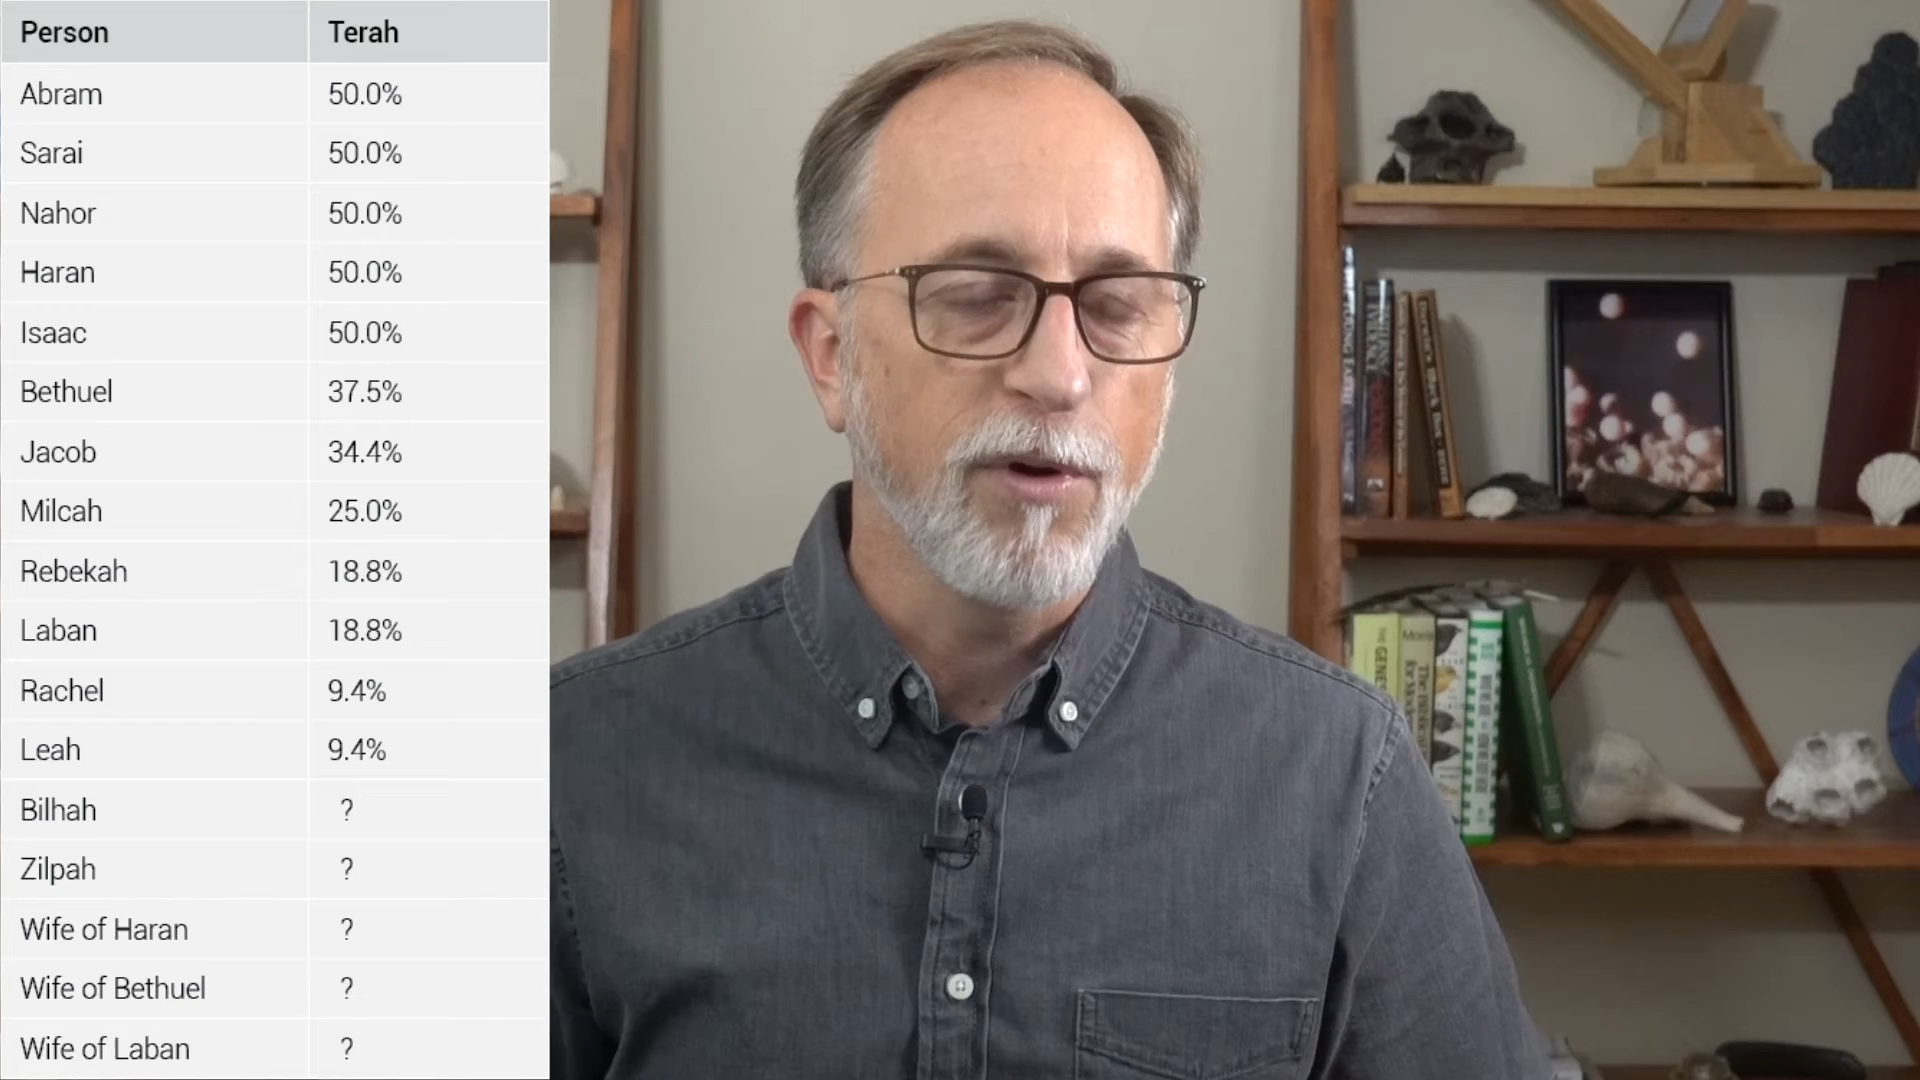 Person Terah
Abram 50.0%
Sarai 50.0%
Nahor 50.0%
Haran 50.0%
Isaac 50.0%
Bethuel 37.5%
Jacob 34.4%
Milcah 25.0%
Rebekah 18.8%
Laban 18.8%
Rachel 9.4%
Leah 9.4%
Bilhah ?
Zilpah ?
Wife of Haran ?
Wife of Bethuel ?
Wife of Laban ?